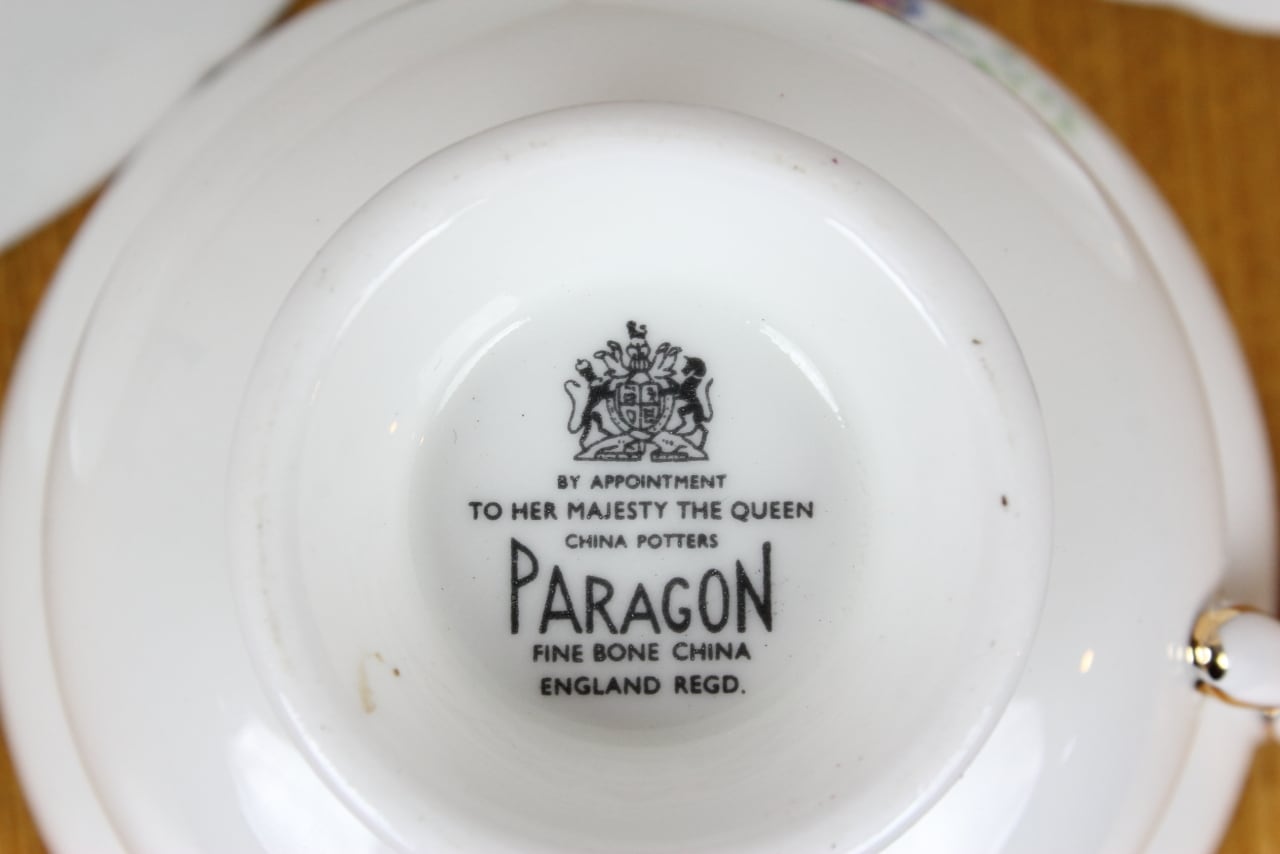 BY APPOINTMENT
TO HER MAJESTY THE QUEEN
CHINA POTTERS
PARAGON
FINE BONE CHINA
ENGLAND REGD.